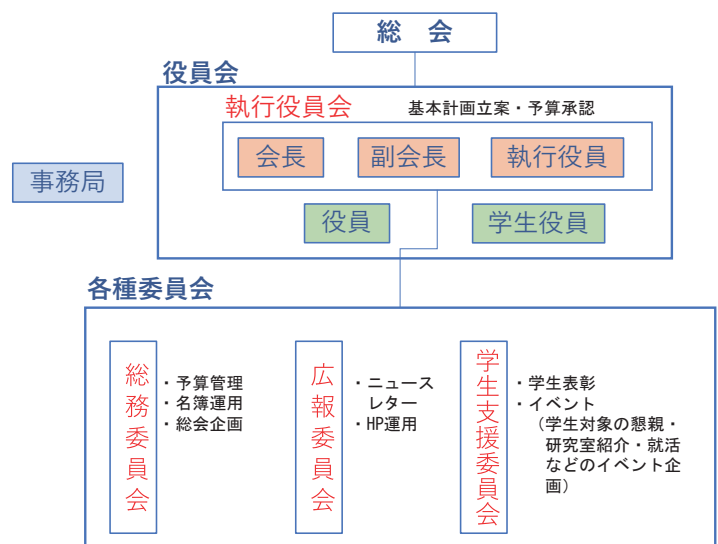 総　会
役員会
執行役員会
基本計画立案・予算承認
会長
副会長
執行役員
事務局
役員
学生役員
各種委員会
総務委員会
・予算管理
・名簿運用
・総会企画
広報委員会
・ニュース
レター
・HP運用
学生支援委員会
・学生表彰
・イベント
（学生対象の懇親・
研究室紹介・就活
などのイベント企
画）